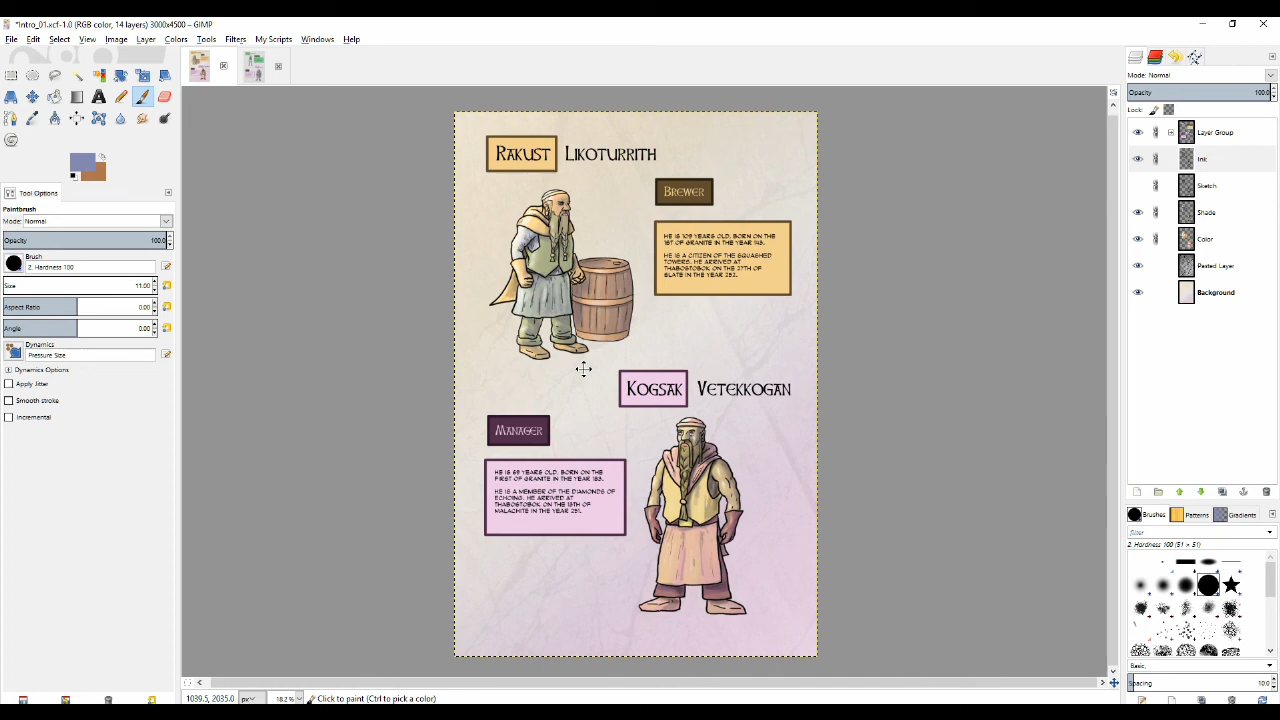 *Intro_01.xcf-1.0 (RGB color, 14 layers) 3000x4500 – GIMP
File Edit Select View Image Layer Colors Tools Filters My Scripts Windows Help
Tool Options
Paintbrush
Mode: Normal
Opacity 100.0
Brush
2. Hardness 100
Size 11.00
Aspect Ratio 0.00
Angle 0.00
Dynamics
Pressure Size
Dynamics Options
Apply Jitter
Smooth stroke
Incremental
Rakust Likoturrith
Brewer
He is 109 years old, born on the
1st of Granite in the year 143.
He is a citizen of the Squashed
Towers. He arrived at
Thabostobok on the 27th of
Slate in the year 252.
Kogsak Vetekkogan
Manager
He is 69 years old, born on the
first of Granite in the year 183.
He is a member of the Diamonds of
Echoing. He arrived at
Thabostobok on the 13th of
Malachite in the year 251.
1039.5, 2035.0 px 18.2 % Click to paint (Ctrl to pick a color)
Mode: Normal
Opacity 100.0
Lock:
Layer Group
Ink
Sketch
Shade
Color
Pasted Layer
Background
Brushes Patterns Gradients
filter
2. Hardness 100 (51 × 51)
Basic,
Spacing 10.0